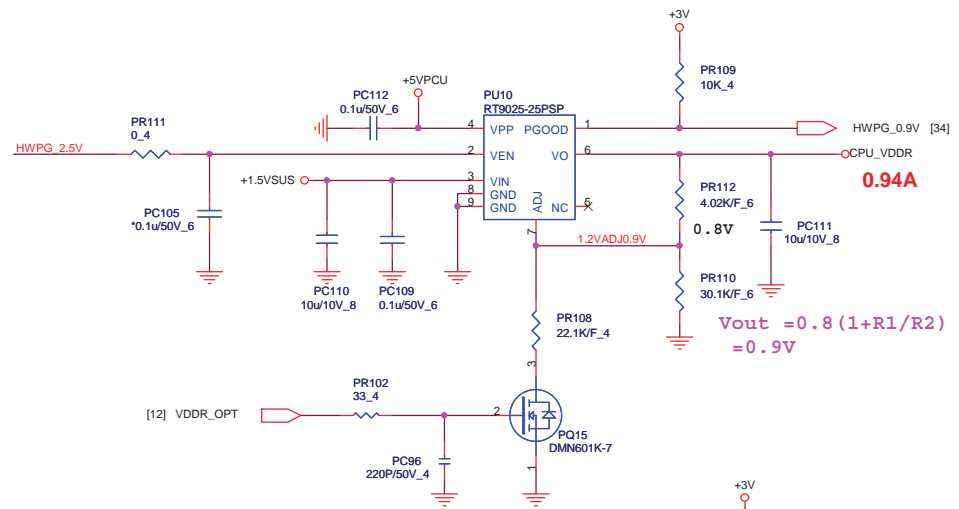 +3V
PR109
10K_4
+5VPCU
PC112
0.1u/50V_6
PU10
RT9025-25PSP
PR111
0_4
4 VPP PGOOD 1
HWPG_0.9V [34]
HWPG_2.5V
2 VEN VO 6
CPU_VDDR
0.94A
+1.5VSUS
3 VIN
8 GND
9 GND
ADJ
NC 5
7
PR112
4.02K/F_6
0.8V
PC111
10u/10V_8
PC105
*0.1u/50V_6
1.2VADJ0.9V
PC110
10u/10V_8
PC109
0.1u/50V_6
PR110
30.1K/F_6
PR108
22.1K/F_4
Vout =0.8(1+R1/R2)
=0.9V
3
PR102
33_4
[12] VDDR_OPT
2
PQ15
DMN601K-7
1
PC96
220P/50V_4
+3V